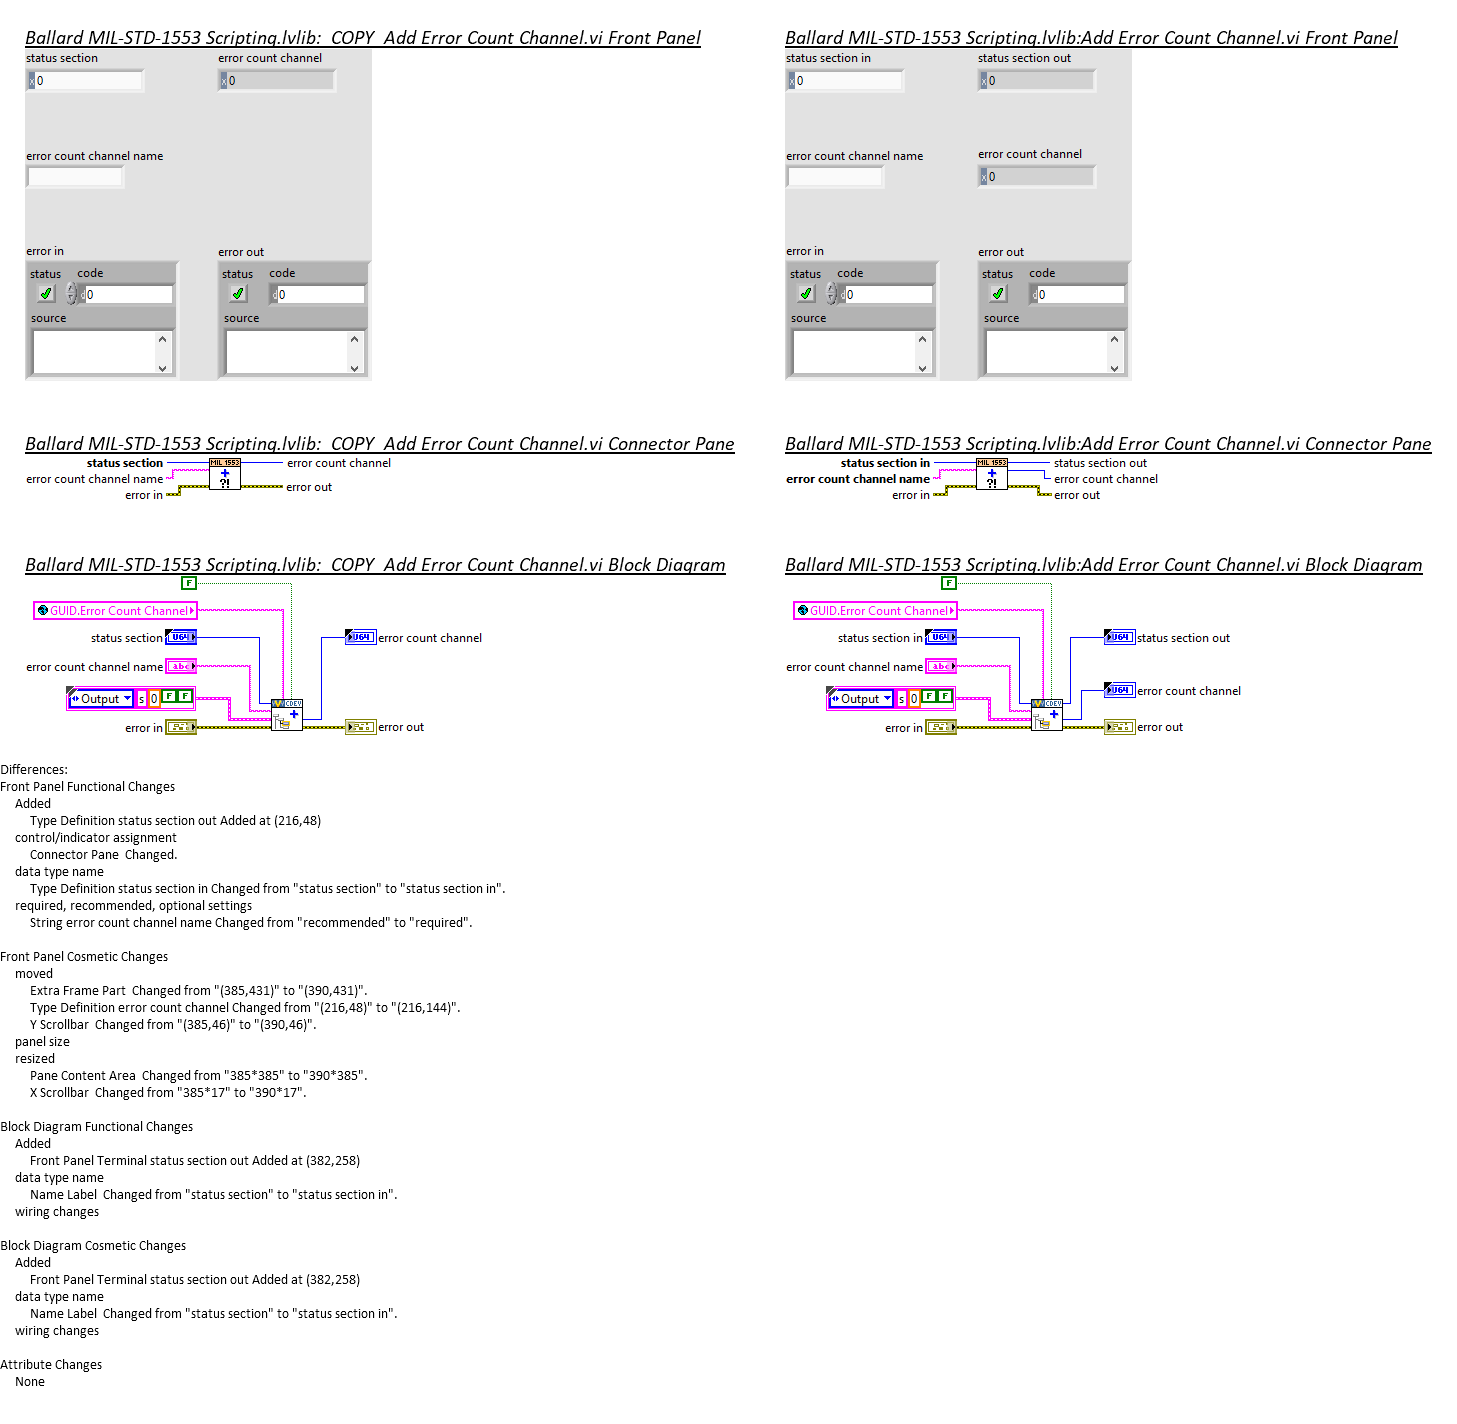 Ballard MIL-STD-1553 Scripting.lvlib:_COPY_Add Error Count Channel.vi Front Panel
status section
error count channel
x 0
x 0
error count channel name
error in
error out
status code
status code
d 0
d 0
source
source
Ballard MIL-STD-1553 Scripting.lvlib:Add Error Count Channel.vi Front Panel
status section in
status section out
x 0
x 0
error count channel name
error count channel
x 0
error in
error out
status code
status code
d 0
d 0
source
source
Ballard MIL-STD-1553 Scripting.lvlib:_COPY_Add Error Count Channel.vi Connector Pane
status section
error count channel name
error in
MIL 1553
+
?!
error count channel
error out
Ballard MIL-STD-1553 Scripting.lvlib:Add Error Count Channel.vi Connector Pane
status section in
error count channel name
error in
MIL 1553
+
?!
status section out
error count channel
error out
Ballard MIL-STD-1553 Scripting.lvlib:_COPY_Add Error Count Channel.vi Block Diagram
F
GUID.Error Count Channel
status section
U64
U64
error count channel
error count channel name
abc
Output s 0 F F
CDEV
error in
error out
Ballard MIL-STD-1553 Scripting.lvlib:Add Error Count Channel.vi Block Diagram
F
GUID.Error Count Channel
status section in
U64
U64
status section out
error count channel name
abc
U64
error count channel
Output s 0 F F
CDEV
error in
error out
Differences:
Front Panel Functional Changes
Added
Type Definition status section out Added at (216,48)
control/indicator assignment
Connector Pane  Changed.
data type name
Type Definition status section in Changed from "status section" to "status section in".
required, recommended, optional settings
String error count channel name Changed from "recommended" to "required".
Front Panel Cosmetic Changes
moved
Extra Frame Part  Changed from "(385,431)" to "(390,431)".
Type Definition error count channel Changed from "(216,48)" to "(216,144)".
Y Scrollbar  Changed from "(385,46)" to "(390,46)".
panel size
resized
Pane Content Area  Changed from "385*385" to "390*385".
X Scrollbar  Changed from "385*17" to "390*17".
Block Diagram Functional Changes
Added
Front Panel Terminal status section out Added at (382,258)
data type name
Name Label  Changed from "status section" to "status section in".
wiring changes
Block Diagram Cosmetic Changes
Added
Front Panel Terminal status section out Added at (382,258)
data type name
Name Label  Changed from "status section" to "status section in".
wiring changes
Attribute Changes
None